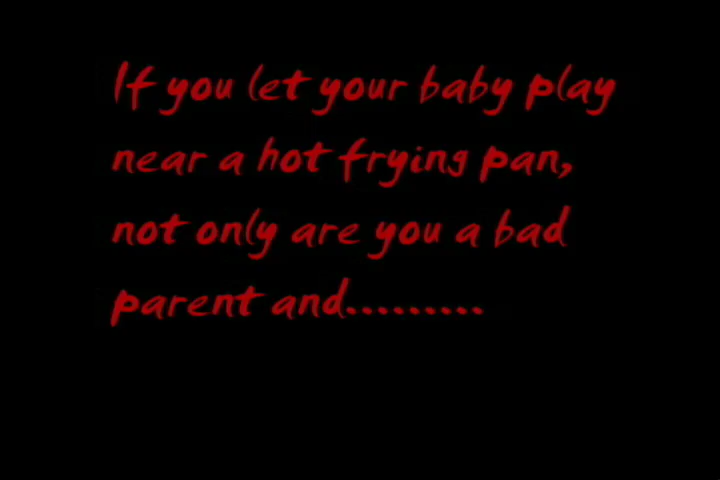 If you let your baby play
near a hot frying pan,
not only are you a bad
parent and.........